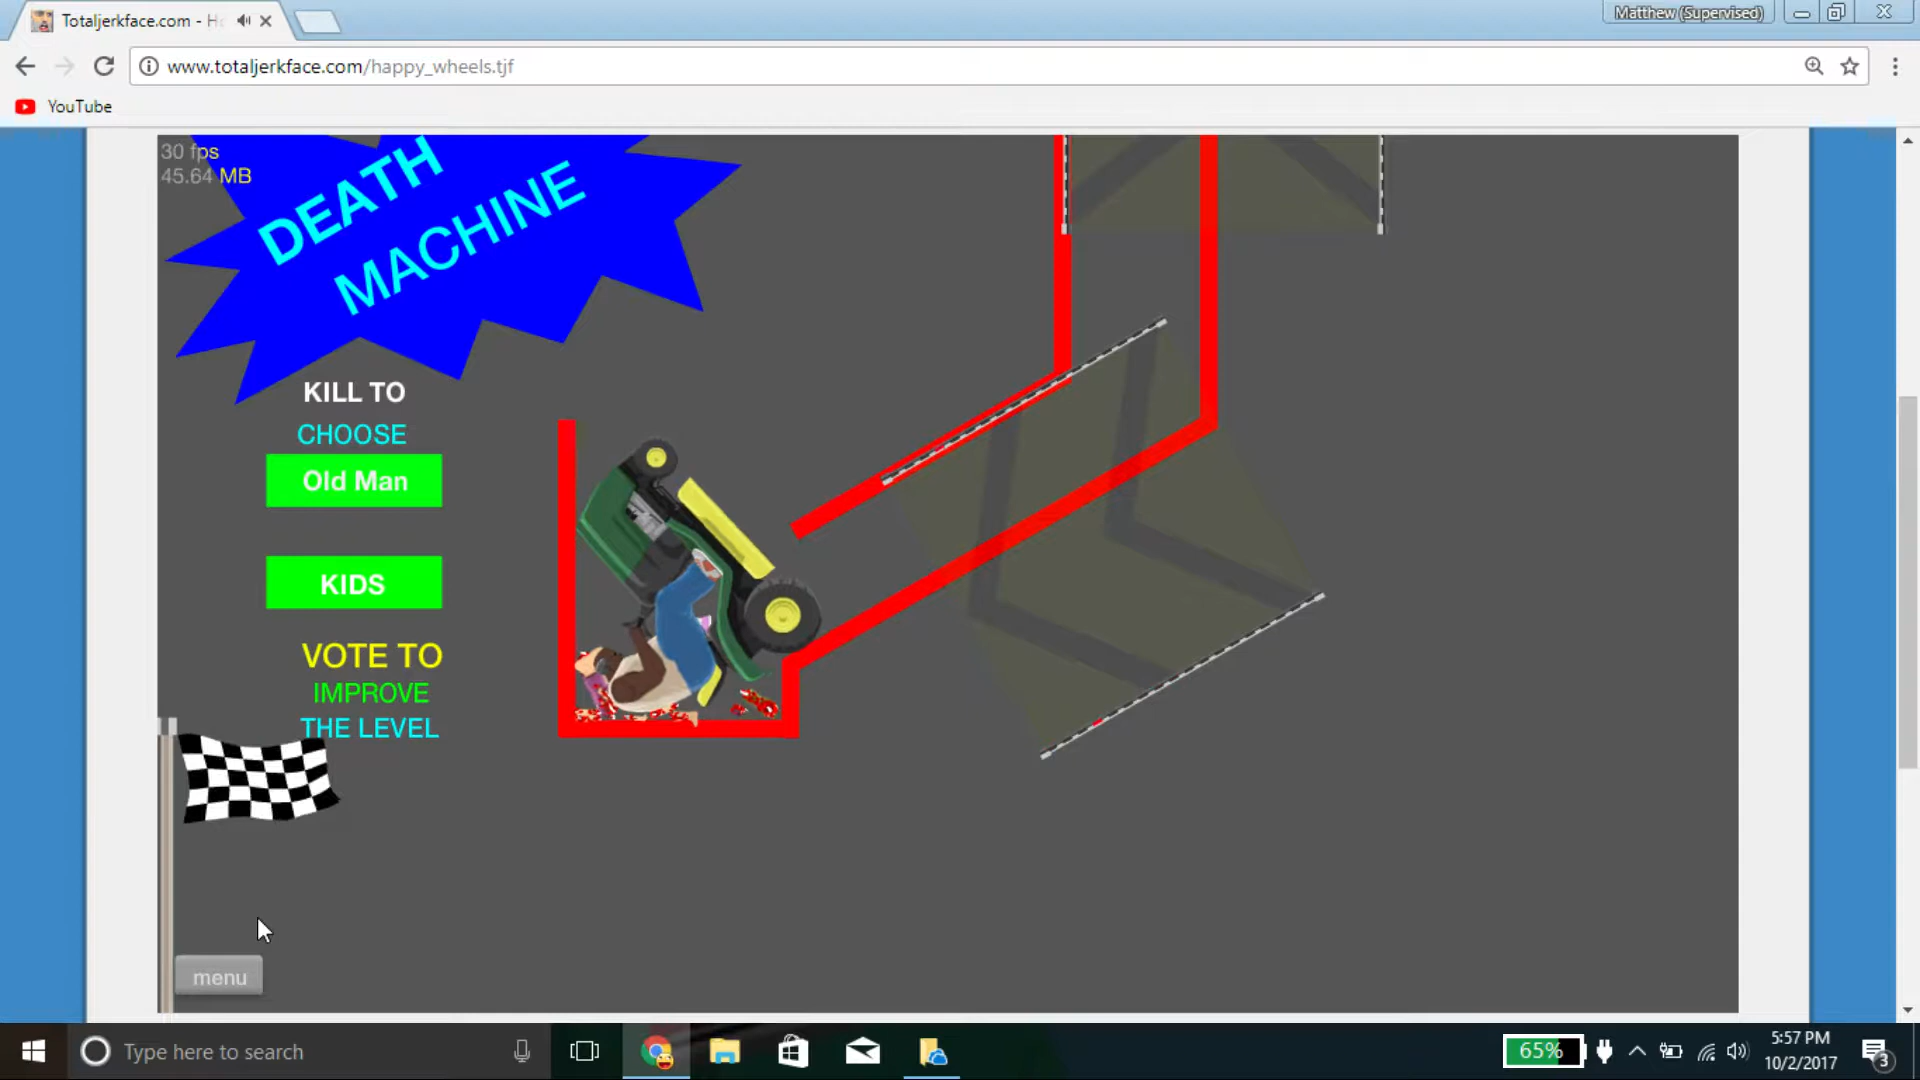 Totaljerkface.com - Ha
Matthew (Supervised)
www.totaljerkface.com/happy_wheels.tjf
YouTube
30 fps
45.64 MB
DEATH
MACHINE
KILL TO
CHOOSE
Old Man
KIDS
VOTE TO
IMPROVE
THE LEVEL
menu
Type here to search
65%
5:57 PM
10/2/2017
3